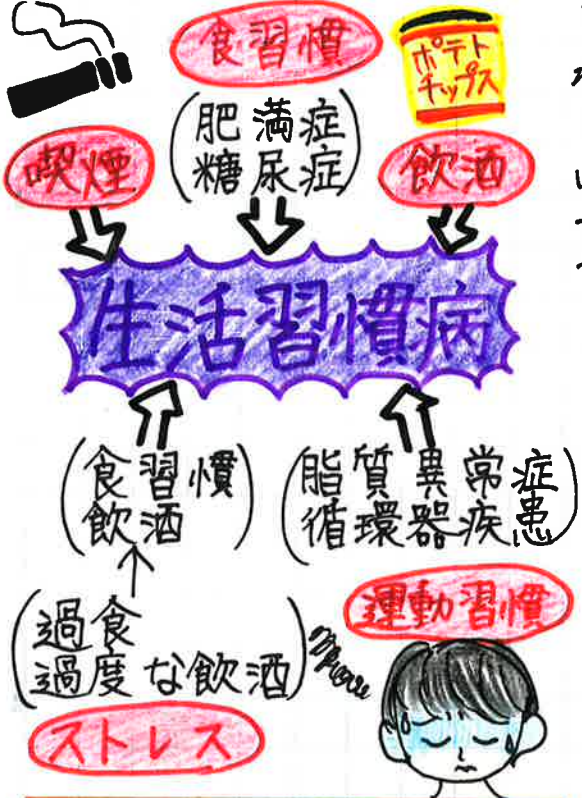 食習慣
ポテト
チップス
(肥満症
糖尿症)
喫煙
飲酒
生活習慣病
(食習慣
飲酒)
(脂質異常症
循環器疾患)
(過食
過度な飲酒)
運動習慣
ストレス